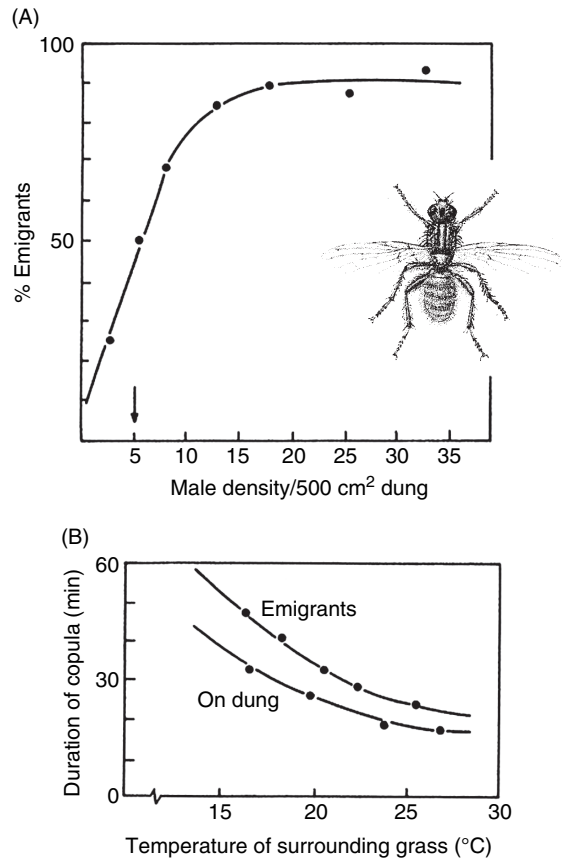 (A)
100
50
% Emigrants
5 10 15 20 25 30 35
Male density/500 cm² dung
(B)
60
30
0
Duration of copula (min)
Emigrants
On dung
15 20 25 30
Temperature of surrounding grass (°C)